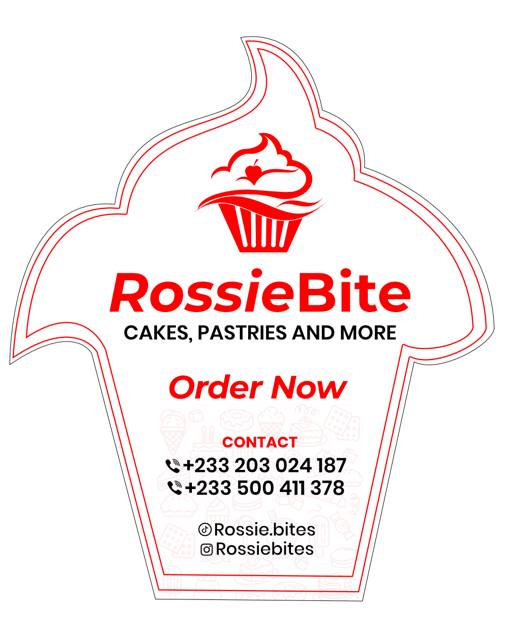 RossieBite
CAKES, PASTRIES AND MORE
Order Now
CONTACT
+233 203 024 187
+233 500 411 378
Rossie.bites
Rossiebites